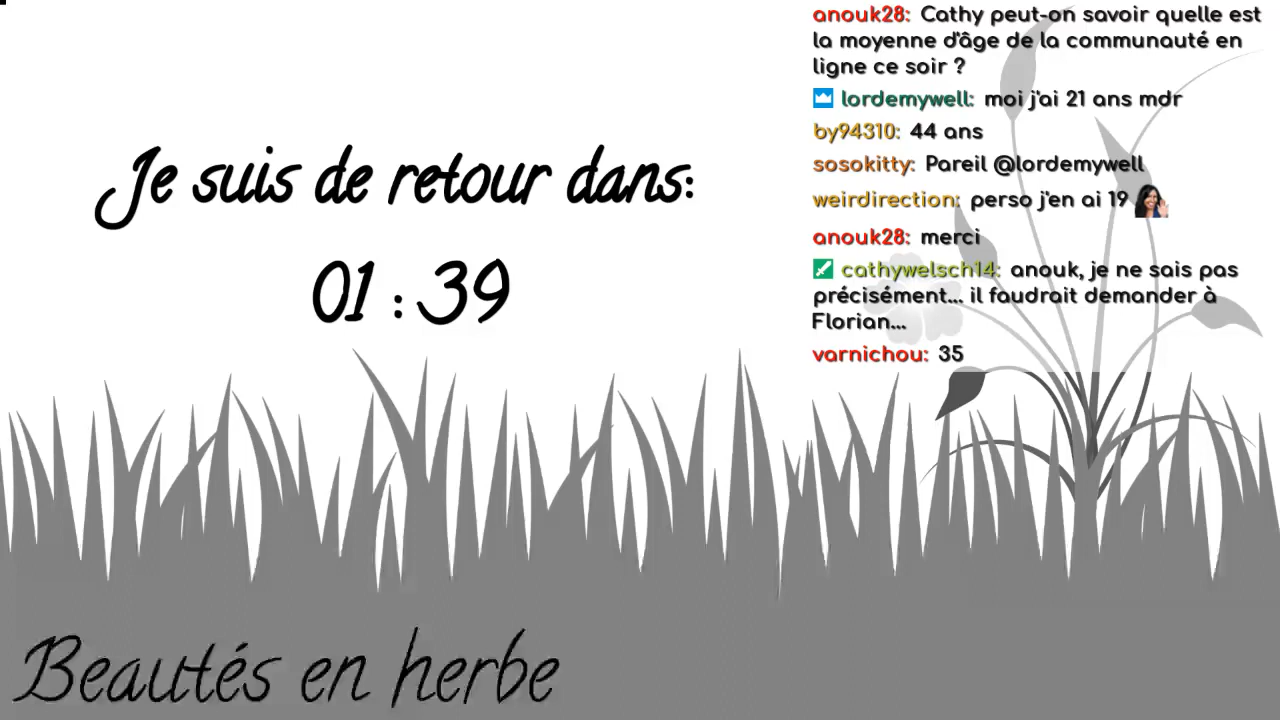 Je suis de retour dans:
01 : 39
Beautés en herbe
anouk28: Cathy peut-on savoir quelle est
la moyenne d'âge de la communauté en
ligne ce soir ?
lordemywell: moi j'ai 21 ans mdr
by94310: 44 ans
sosokitty: Pareil @lordemywell
weirdirection: perso j'en ai 19
anouk28: merci
cathywelsch14: anouk, je ne sais pas
précisément... il faudrait demander à
Florian...
varnichou: 35